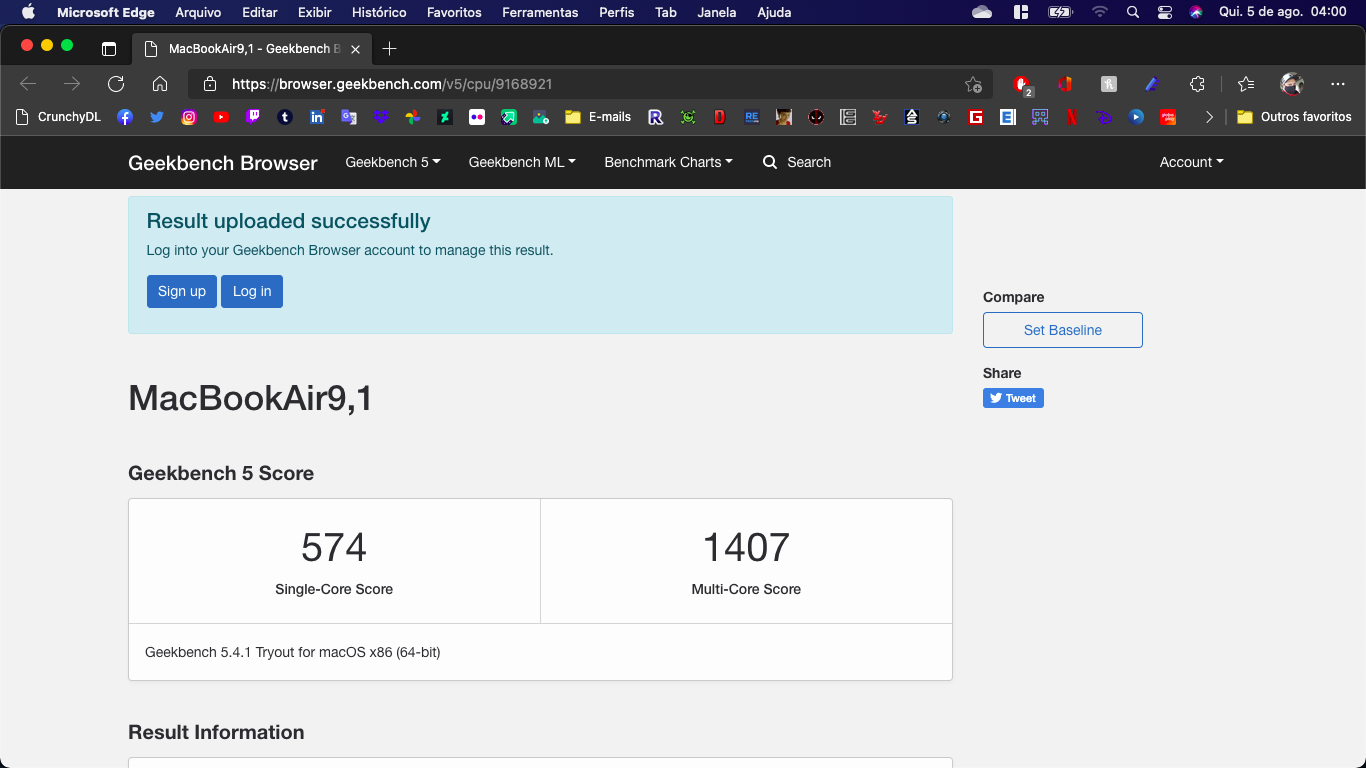 Microsoft Edge Arquivo Editar Exibir Histórico Favoritos Ferramentas Perfis Tab Janela Ajuda Qui. 5 de ago. 04:00
MacBookAir9,1 - Geekbench B
https://browser.geekbench.com/v5/cpu/9168921
2
CrunchyDL E-mails Outros favoritos
Geekbench Browser Geekbench 5 Geekbench ML Benchmark Charts Search Account
Result uploaded successfully
Log into your Geekbench Browser account to manage this result.
Sign up Log in
Compare
Set Baseline
Share
Tweet
MacBookAir9,1
Geekbench 5 Score
574 1407
Single-Core Score Multi-Core Score
Geekbench 5.4.1 Tryout for macOS x86 (64-bit)
Result Information